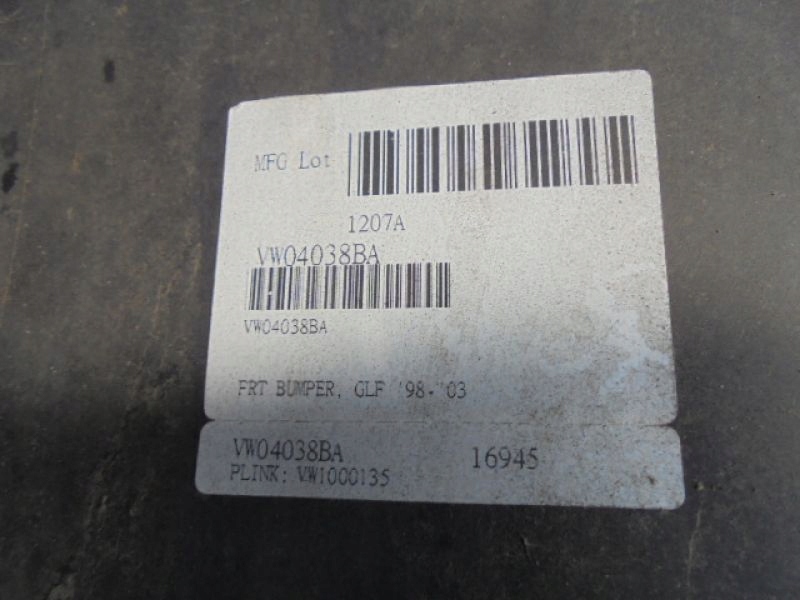 MFG Lot
1207A
VW04038BA
VW04038BA
FRT BUMPER, GLF '98-'03
VW04038BA 16945
PLINK: VW1000135